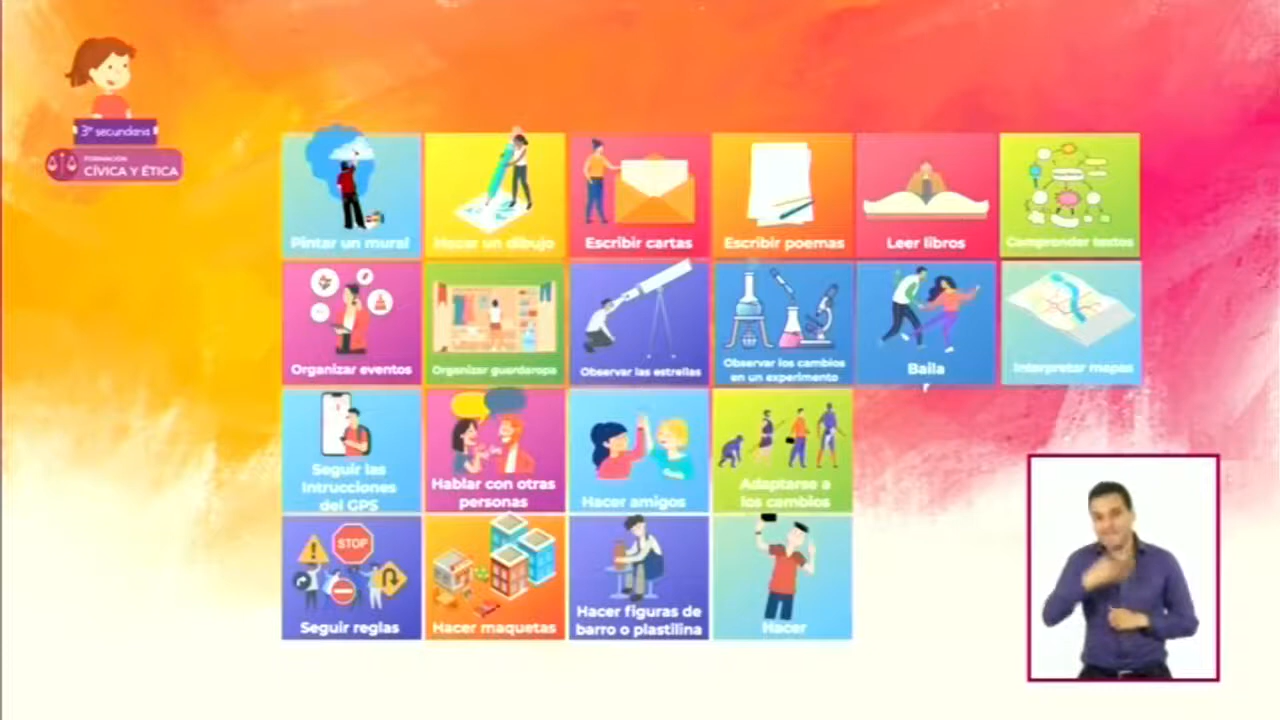 3º secundaria
FORMACIÓN
CÍVICA Y ÉTICA
Pintar un mural
Hacer un dibujo
Escribir cartas
Escribir poemas
Leer libros
Comprender textos
Organizar eventos
Organizar guardaropa
Observar las estrellas
Observar los cambios
en un experimento
Baila
r
Interpretar mapas
Seguir las
Intrucciones
del GPS
Hablar con otras
personas
Hacer amigos
Adaptarse a
los cambios
STOP
Seguir reglas
Hacer maquetas
Hacer figuras de
barro o plastilina
Hacer